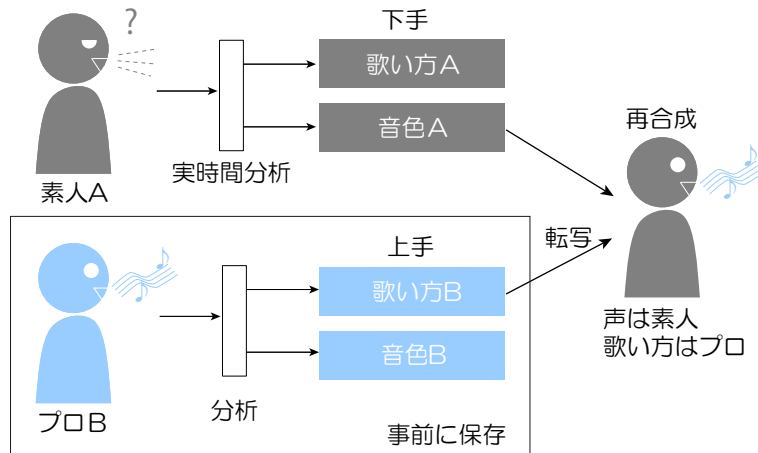 ?
下手
歌い方A
音色A
素人A
実時間分析
再合成
転写
声は素人
歌い方はプロ
上手
歌い方B
音色B
プロB
分析
事前に保存